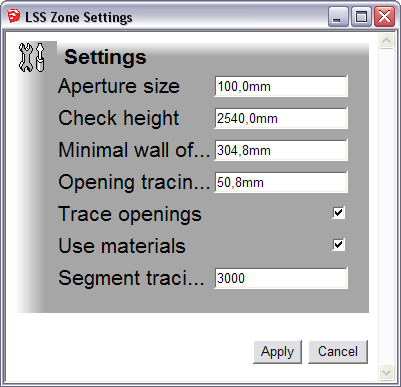 LSS Zone Settings
Settings
Aperture size 100,0mm
Check height 2540,0mm
Minimal wall of... 304,8mm
Opening tracin... 50,8mm
Trace openings
Use materials
Segment traci... 3000
Apply Cancel